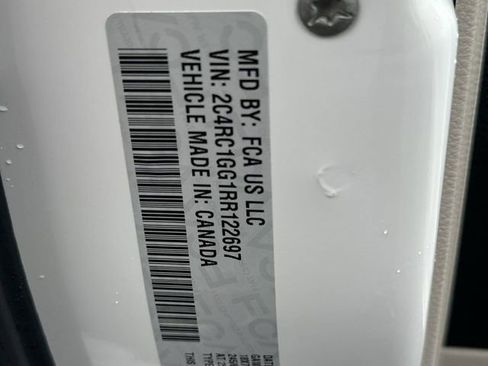 MFD BY: FCA US LLC
VIN: 2C4RC1GG1RR122697
VEHICLE MADE IN: CANADA